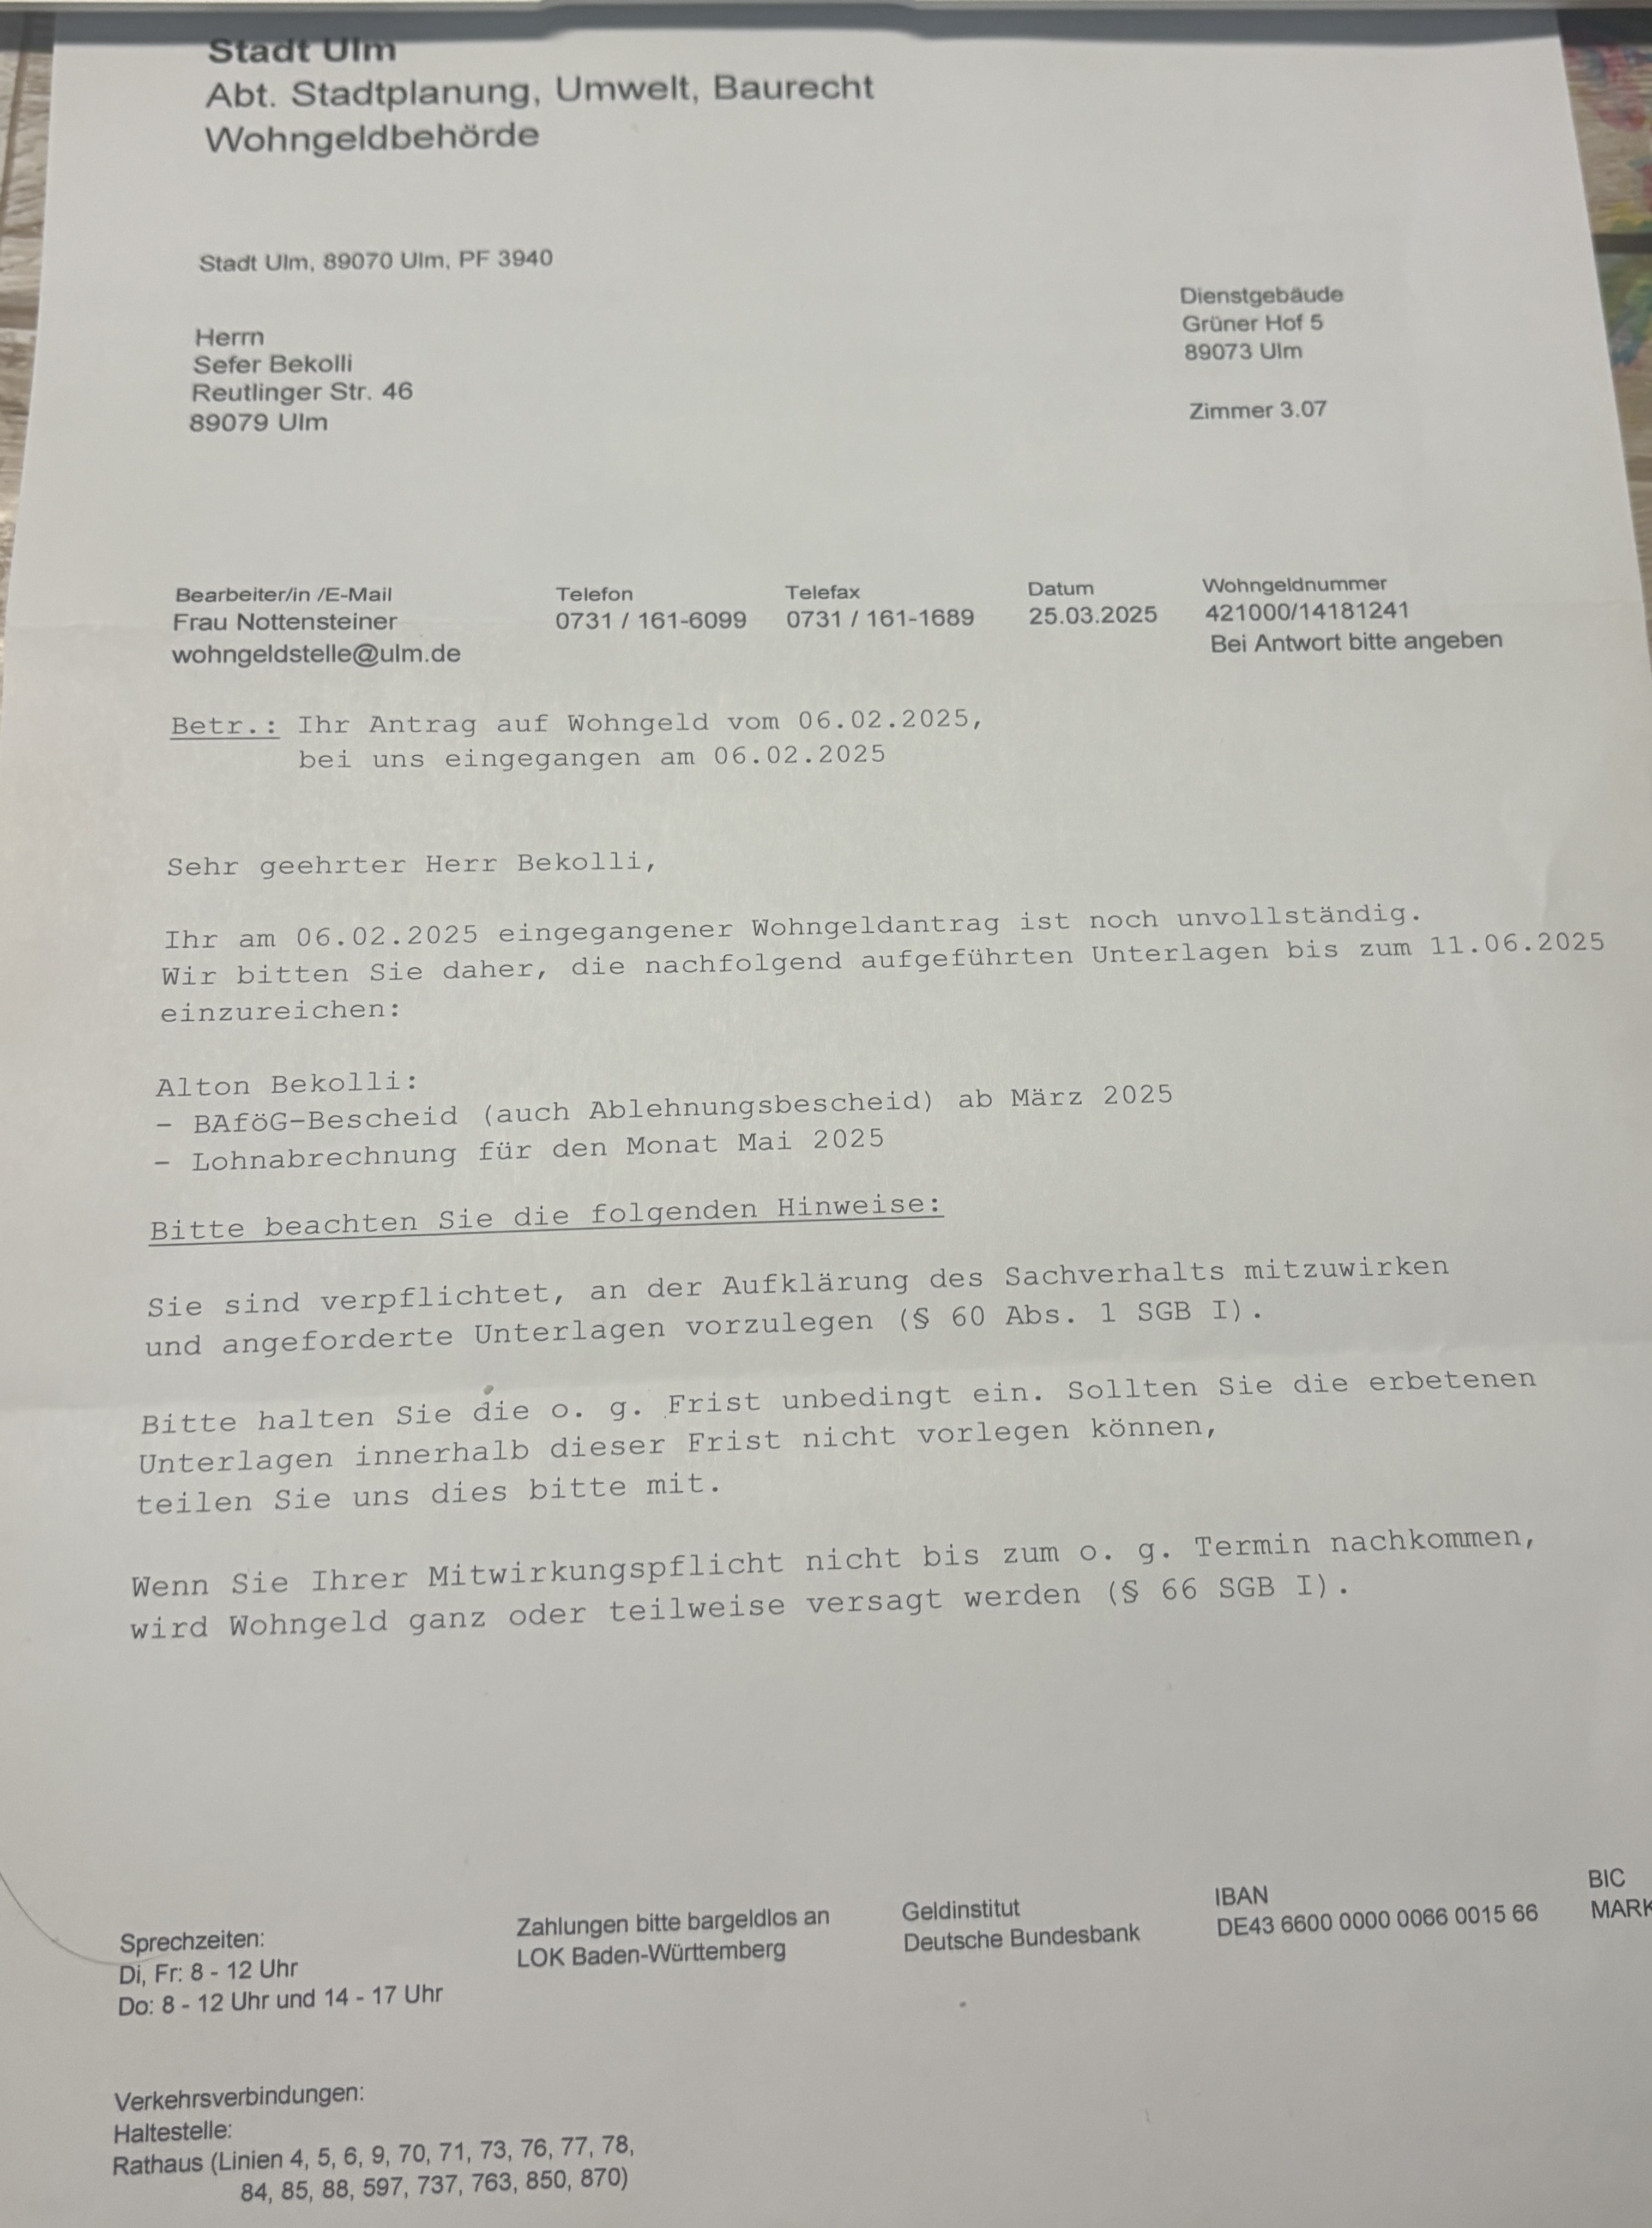 Stadt Ulm
Abt. Stadtplanung, Umwelt, Baurecht
Wohngeldbehörde
Stadt Ulm, 89070 Ulm, PF 3940
Herrn
Sefer Bekolli
Reutlinger Str. 46
89079 Ulm
Dienstgebäude
Grüner Hof 5
89073 Ulm
Zimmer 3.07
Bearbeiter/in /E-Mail
Frau Nottensteiner
wohngeldstelle@ulm.de
Telefon
0731 / 161-6099
Telefax
0731 / 161-1689
Datum
25.03.2025
Wohngeldnummer
421000/14181241
Bei Antwort bitte angeben
Betr.: Ihr Antrag auf Wohngeld vom 06.02.2025,
bei uns eingegangen am 06.02.2025
Sehr geehrter Herr Bekolli,
Ihr am 06.02.2025 eingegangener Wohngeldantrag ist noch unvollständig.
Wir bitten Sie daher, die nachfolgend aufgeführten Unterlagen bis zum 11.06.2025
einzureichen:
Alton Bekolli:
- BAföG-Bescheid (auch Ablehnungsbescheid) ab März 2025
- Lohnabrechnung für den Monat Mai 2025
Bitte beachten Sie die folgenden Hinweise:
Sie sind verpflichtet, an der Aufklärung des Sachverhalts mitzuwirken
und angeforderte Unterlagen vorzulegen (§ 60 Abs. 1 SGB I).
Bitte halten Sie die o. g. Frist unbedingt ein. Sollten Sie die erbetenen
Unterlagen innerhalb dieser Frist nicht vorlegen können,
teilen Sie uns dies bitte mit.
Wenn Sie Ihrer Mitwirkungspflicht nicht bis zum o. g. Termin nachkommen,
wird Wohngeld ganz oder teilweise versagt werden (§ 66 SGB I).
Sprechzeiten:
Di, Fr: 8 - 12 Uhr
Do: 8 - 12 Uhr und 14 - 17 Uhr
Zahlungen bitte bargeldlos an
LOK Baden-Württemberg
Geldinstitut
Deutsche Bundesbank
IBAN
DE43 6600 0000 0066 0015 66
BIC
MARK
Verkehrsverbindungen:
Haltestelle:
Rathaus (Linien 4, 5, 6, 9, 70, 71, 73, 76, 77, 78,
84, 85, 88, 597, 737, 763, 850, 870)